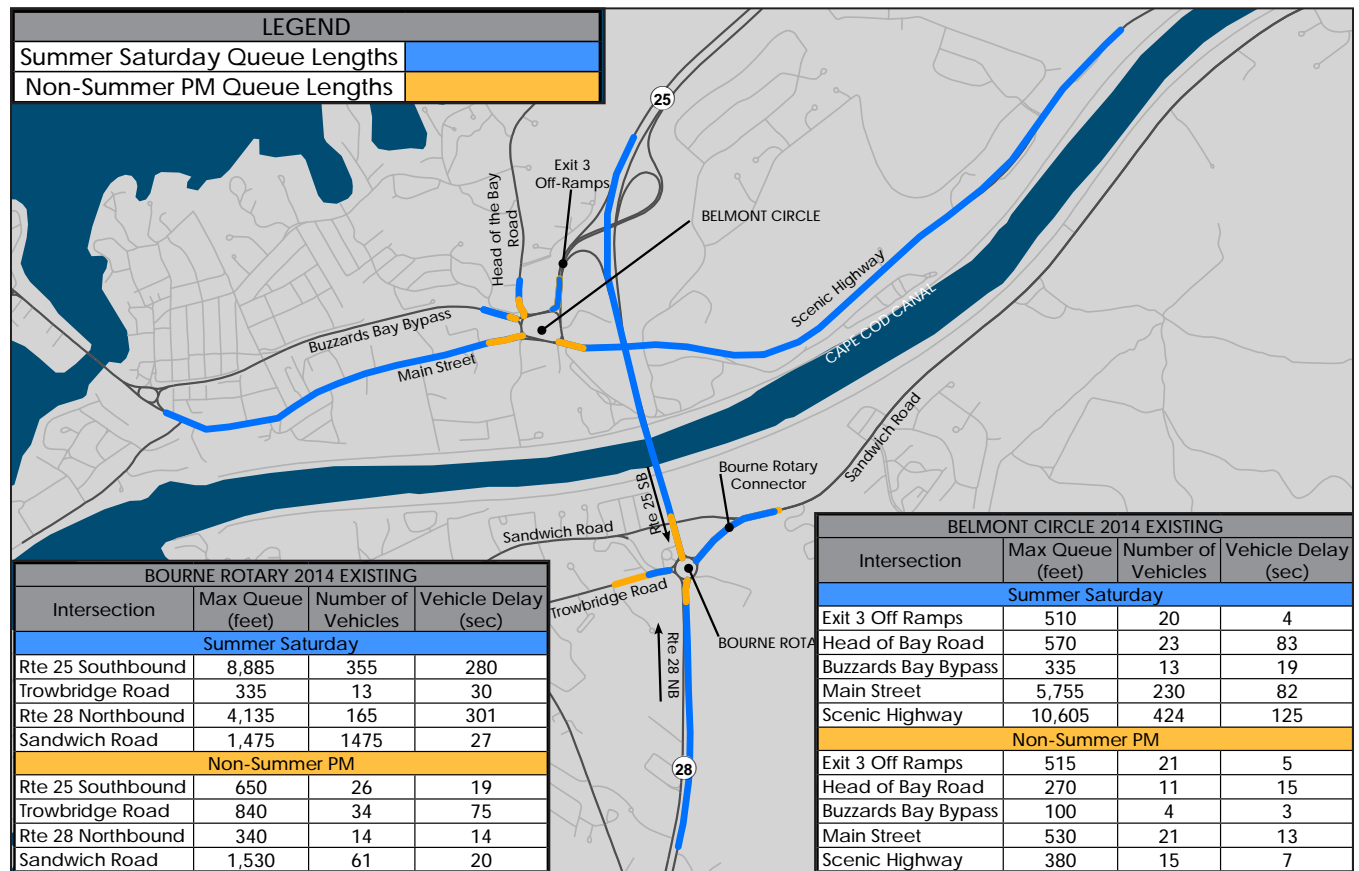 LEGEND
Summer Saturday Queue Lengths
Non-Summer PM Queue Lengths
25
Exit 3
Off-Ramps
Head of the Bay
Road
BELMONT CIRCLE
Scenic Highway
CAPE COD CANAL
Buzzards Bay Bypass
Main Street
Sandwich Road
Bourne Rotary
Connector
Rte 25 SB
Sandwich Road
Trowbridge Road
BOURNE ROTA
Rte 28 NB
28
BOURNE ROTARY 2014 EXISTING
Intersection Max Queue (feet) Number of Vehicles Vehicle Delay (sec)
Summer Saturday
Rte 25 Southbound 8,885 355 280
Trowbridge Road 335 13 30
Rte 28 Northbound 4,135 165 301
Sandwich Road 1,475 1475 27
Non-Summer PM
Rte 25 Southbound 650 26 19
Trowbridge Road 840 34 75
Rte 28 Northbound 340 14 14
Sandwich Road 1,530 61 20
BELMONT CIRCLE 2014 EXISTING
Intersection Max Queue (feet) Number of Vehicles Vehicle Delay (sec)
Summer Saturday
Exit 3 Off Ramps 510 20 4
Head of Bay Road 570 23 83
Buzzards Bay Bypass 335 13 19
Main Street 5,755 230 82
Scenic Highway 10,605 424 125
Non-Summer PM
Exit 3 Off Ramps 515 21 5
Head of Bay Road 270 11 15
Buzzards Bay Bypass 100 4 3
Main Street 530 21 13
Scenic Highway 380 15 7